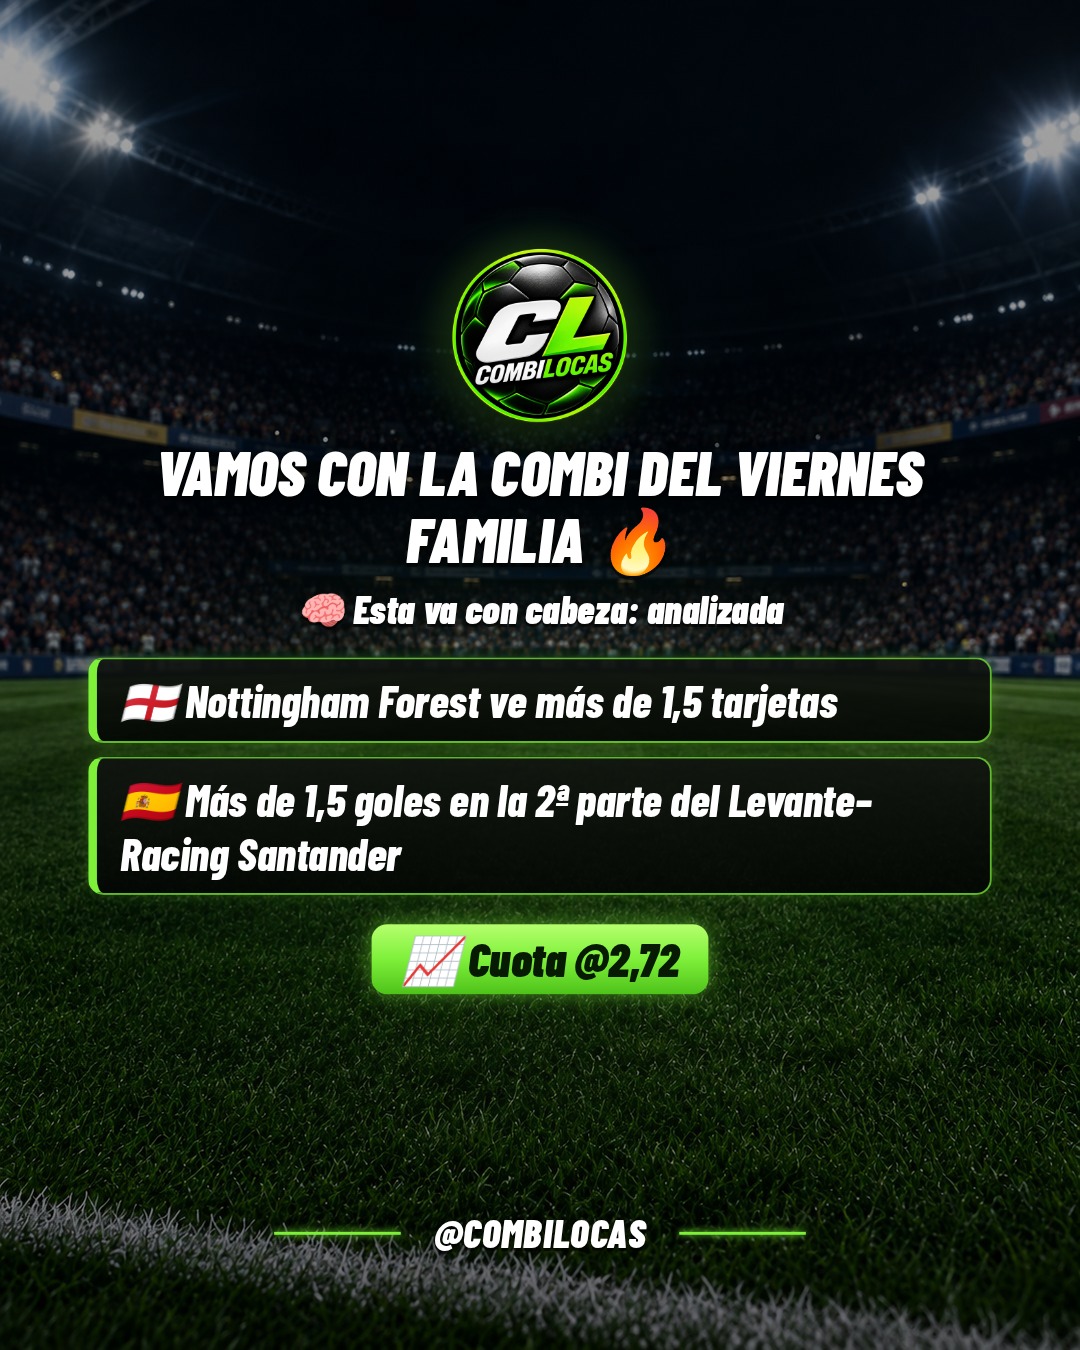 CL
COMBILOCAS
VAMOS CON LA COMBI DEL VIERNES
FAMILIA 🔥
🧠 Esta va con cabeza: analizada
🏴󠁧󠁢󠁥󠁮󠁧󠁿 Nottingham Forest ve más de 1,5 tarjetas
🇪🇸 Más de 1,5 goles en la 2ª parte del Levante-
Racing Santander
📈 Cuota @2,72
@COMBILOCAS